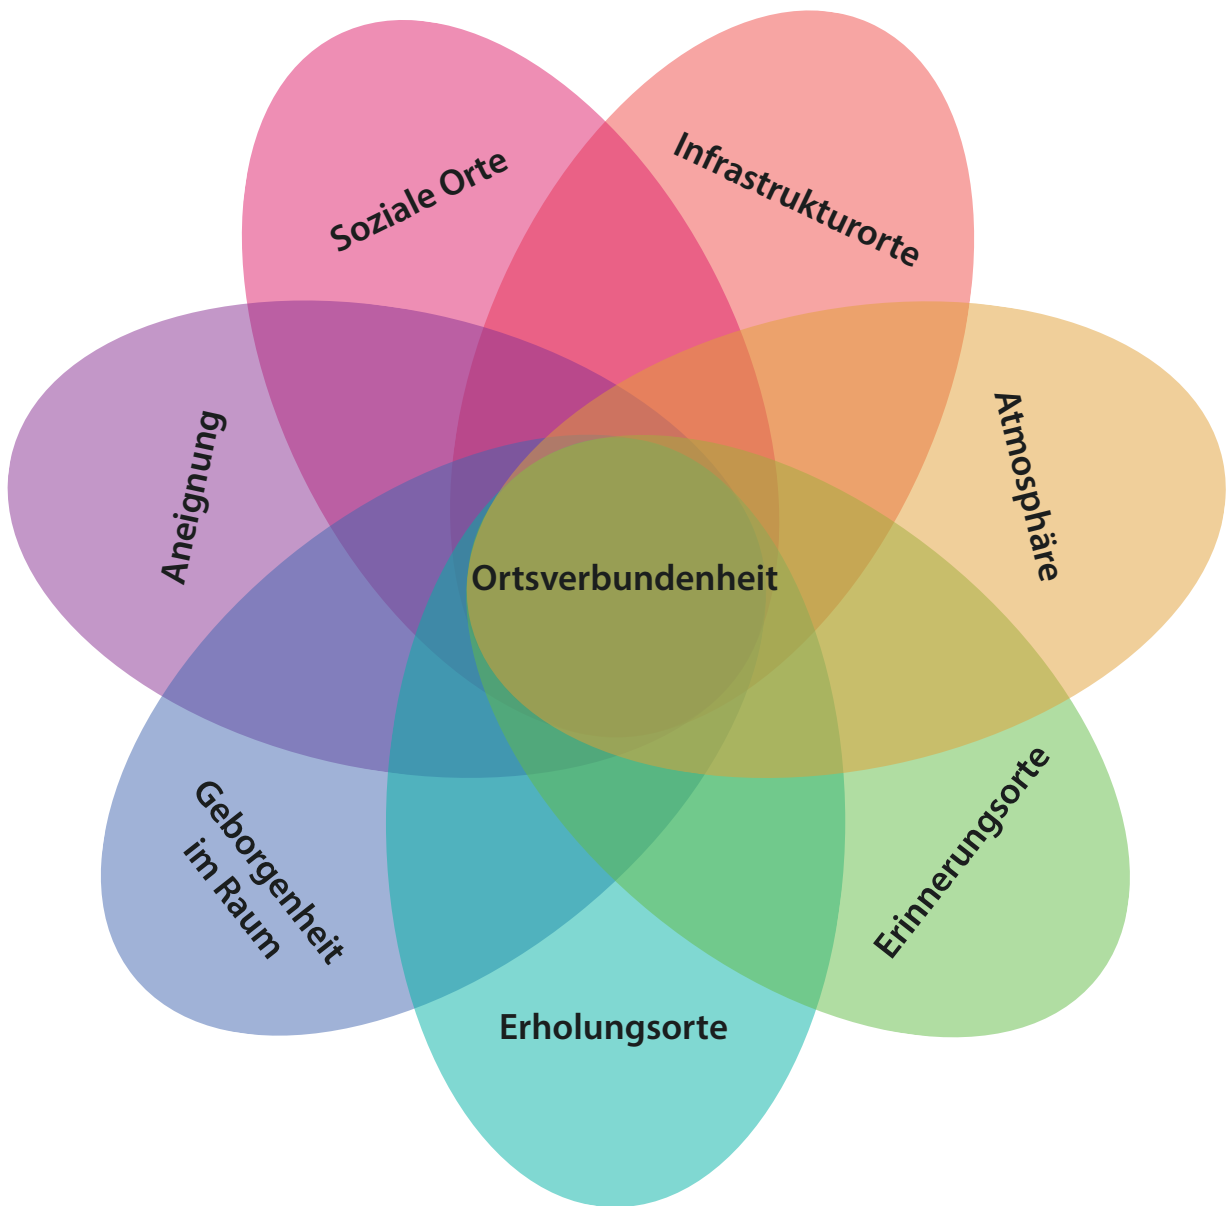 Soziale Orte
Infrastrukturorte
Aneignung
Atmosphäre
Ortsverbundenheit
Geborgenheit
im Raum
Erinnerungsorte
Erholungsorte